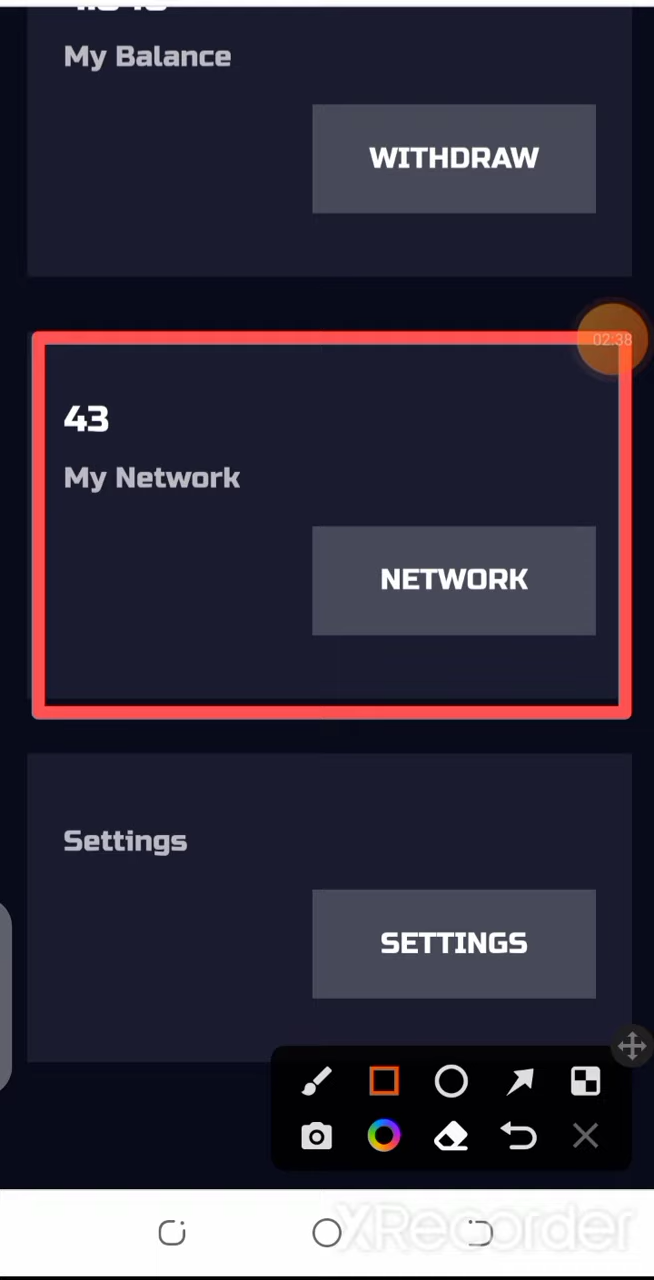 My Balance
WITHDRAW
02:38
43
My Network
NETWORK
Settings
SETTINGS
XRecorder